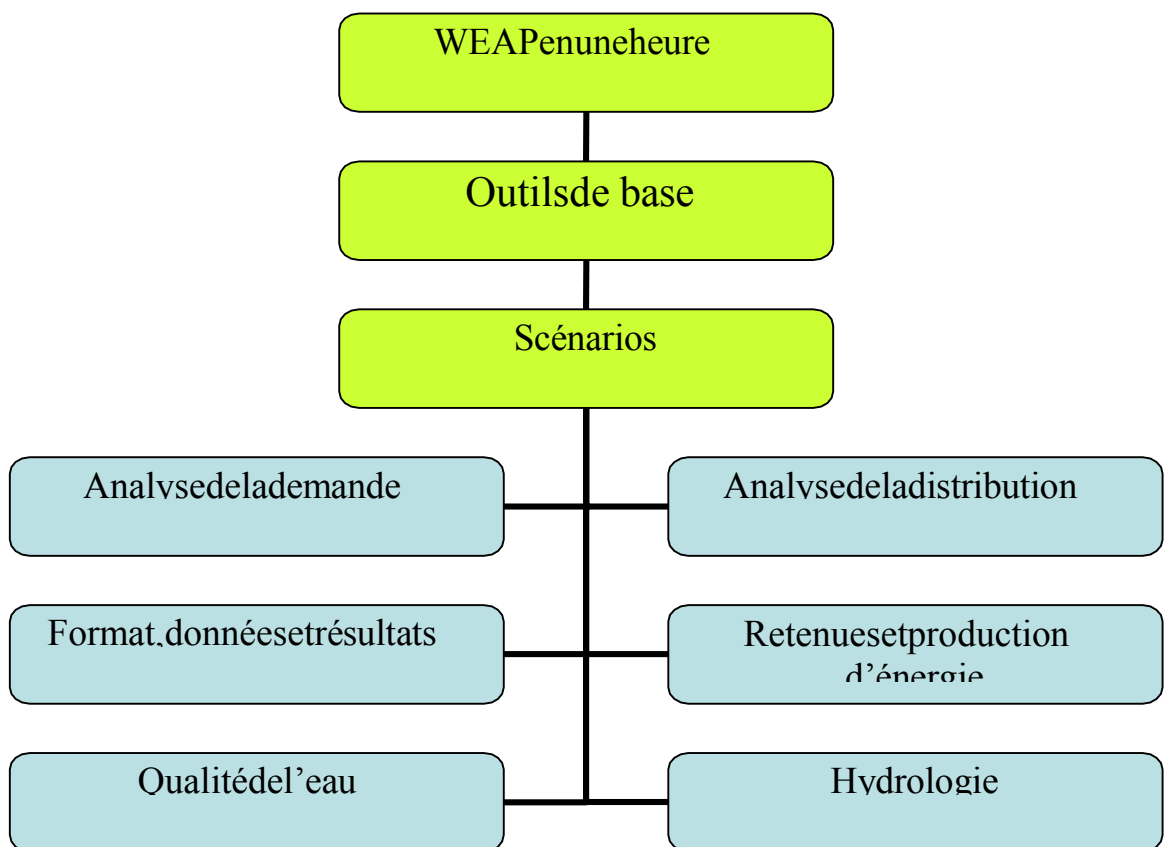 WEAPenuneheure
Outilsde base
Scénarios
Analysedelademande
Analysedeladistribution
Format,donnéesetrésultats
Retenuesetproduction
d’énergie
Qualitédel’eau
Hydrologie